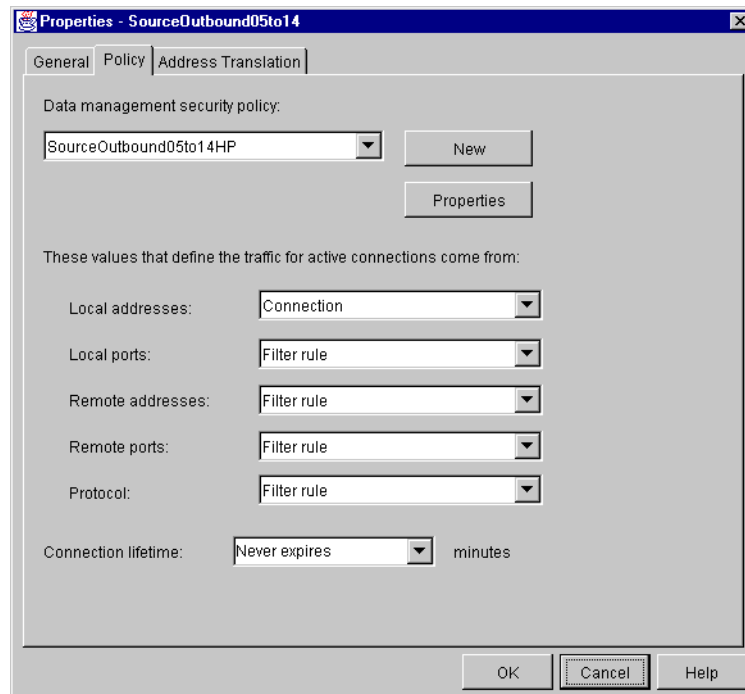 Properties - SourceOutbound05to14
General Policy Address Translation
Data management security policy:
SourceOutbound05to14HP New
Properties
These values that define the traffic for active connections come from:
Local addresses: Connection
Local ports: Filter rule
Remote addresses: Filter rule
Remote ports: Filter rule
Protocol: Filter rule
Connection lifetime: Never expires minutes
OK Cancel Help